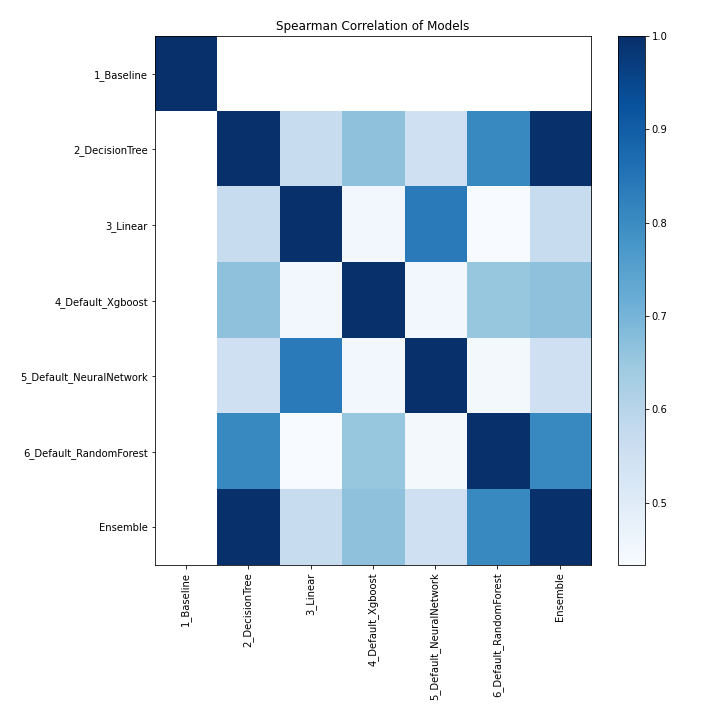 Spearman Correlation of Models
1_Baseline
2_DecisionTree
3_Linear
4_Default_Xgboost
5_Default_NeuralNetwork
6_Default_RandomForest
Ensemble
1_Baseline
2_DecisionTree
3_Linear
4_Default_Xgboost
5_Default_NeuralNetwork
6_Default_RandomForest
Ensemble
1.0
0.9
0.8
0.7
0.6
0.5